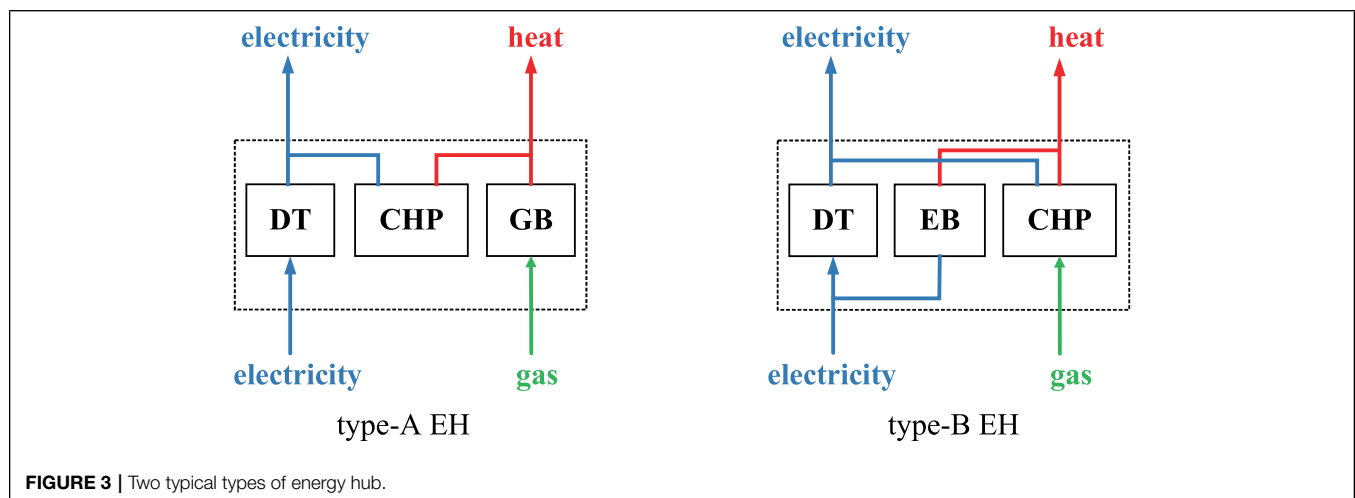 electricity heat electricity heat
DT CHP GB DT EB CHP
electricity gas electricity gas
type-A EH type-B EH
FIGURE 3 | Two typical types of energy hub.